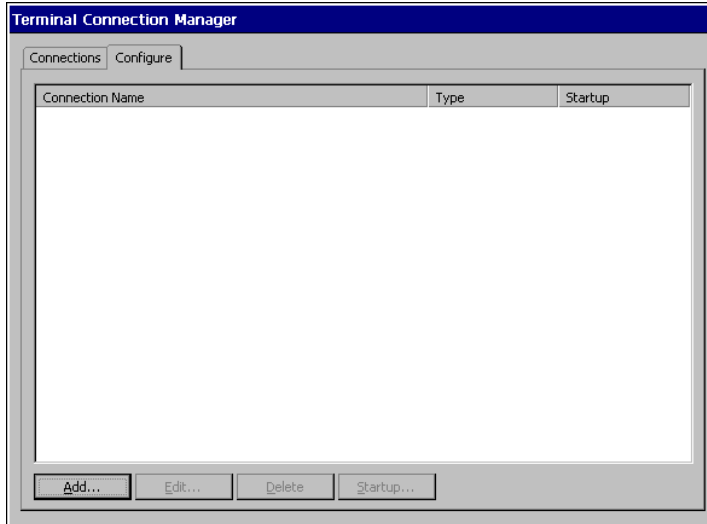 Terminal Connection Manager
Connections Configure
Connection Name Type Startup
Add... Edit... Delete Startup...